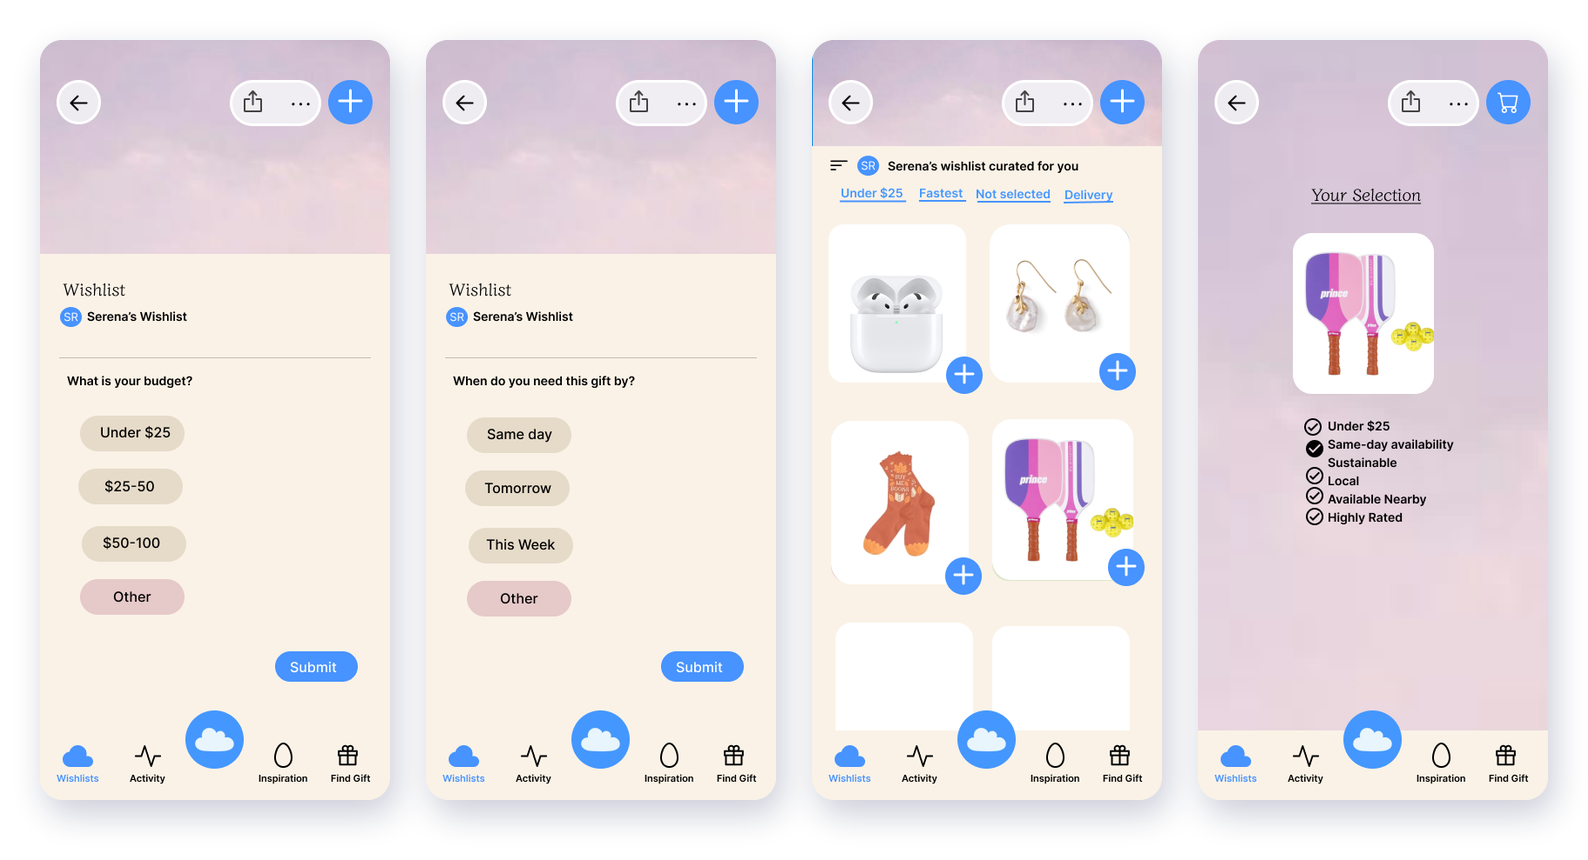 Wishlist
SR Serena’s Wishlist
What is your budget?
Under $25
$25-50
$50-100
Other
Submit
Wishlists
Activity
Inspiration
Find Gift
Wishlist
SR Serena’s Wishlist
When do you need this gift by?
Same day
Tomorrow
This Week
Other
Submit
Wishlists
Activity
Inspiration
Find Gift
SR Serena’s wishlist curated for you
Under $25 Fastest Not selected Delivery
prince
Wishlists
Activity
Inspiration
Find Gift
Your Selection
prince
Under $25
Same-day availability
Sustainable
Local
Available Nearby
Highly Rated
Wishlists
Activity
Inspiration
Find Gift